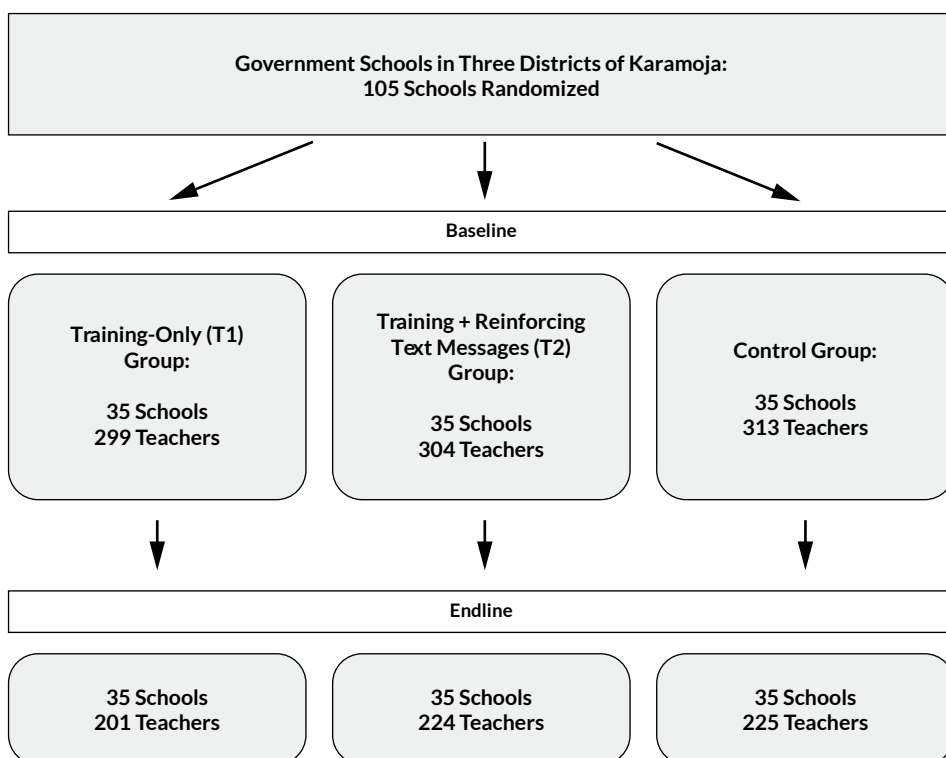 Government Schools in Three Districts of Karamoja:
105 Schools Randomized
Baseline
Training-Only (T1)
Group:
35 Schools
299 Teachers
Training + Reinforcing
Text Messages (T2)
Group:
35 Schools
304 Teachers
Control Group:
35 Schools
313 Teachers
Endline
35 Schools
201 Teachers
35 Schools
224 Teachers
35 Schools
225 Teachers